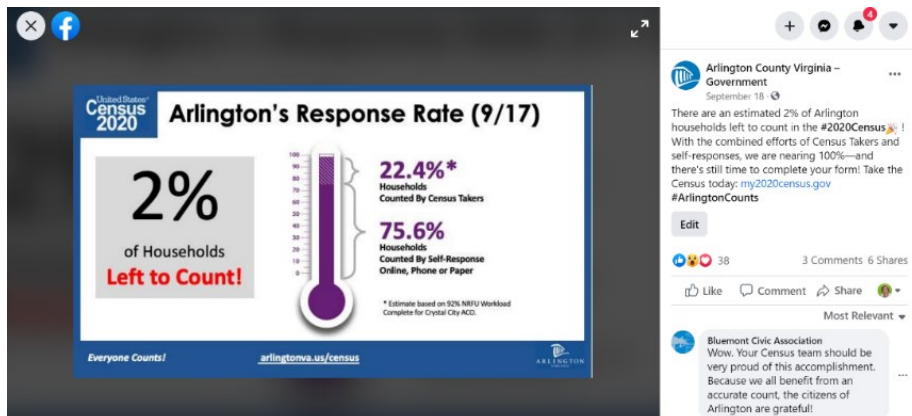 United States®
Census
2020
Arlington's Response Rate (9/17)
2%
of Households
Left to Count!
100
90
80
70
60
50
40
30
20
10
0
22.4%*
Households
Counted By Census Takers
75.6%
Households
Counted By Self-Response
Online, Phone or Paper
* Estimate based on 92% NRFU Workload
Complete for Crystal City ACO.
Everyone Counts!
arlingtonva.us/census
ARLINGTON
4
Arlington County Virginia –
Government
September 18
There are an estimated 2% of Arlington
households left to count in the #2020Census🎉 !
With the combined efforts of Census Takers and
self-responses, we are nearing 100%—and
there's still time to complete your form! Take the
Census today: my2020census.gov
#ArlingtonCounts
Edit
38
3 Comments 6 Shares
Like Comment Share
Most Relevant
Bluemont Civic Association
Wow. Your Census team should be
very proud of this accomplishment.
Because we all benefit from an
accurate count, the citizens of
Arlington are grateful!